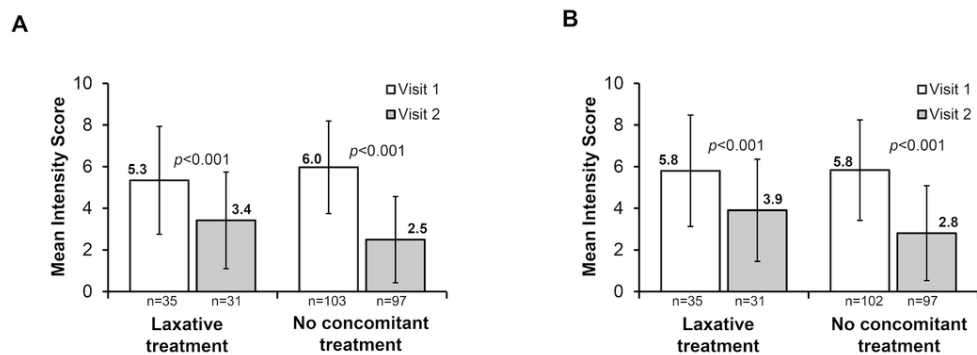 A
Mean Intensity Score
10
8
6
4
2
0
Visit 1
Visit 2
5.3
p<0.001
3.4
6.0
p<0.001
2.5
n=35
n=31
n=103
n=97
Laxative
treatment
No concomitant
treatment
B
Mean Intensity Score
10
8
6
4
2
0
Visit 1
Visit 2
5.8
p<0.001
3.9
5.8
p<0.001
2.8
n=35
n=31
n=102
n=97
Laxative
treatment
No concomitant
treatment